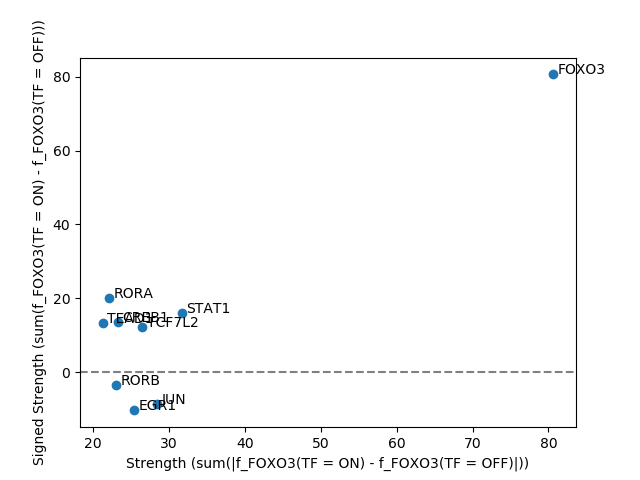 Signed Strength (sum(f_FOXO3(TF = ON) - f_FOXO3(TF = OFF)))
80
60
40
20
0
FOXO3
RORA
STAT1
CREB1
TCF7L2
RORB
JUN
EGR1
20 30 40 50 60 70 80
Strength (sum(|f_FOXO3(TF = ON) - f_FOXO3(TF = OFF)|))